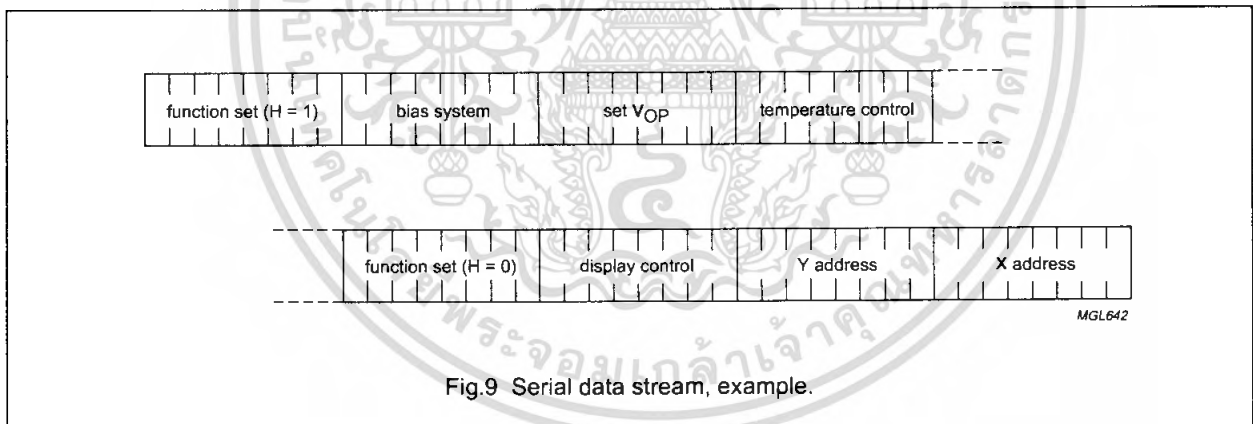 function set (H = 1) bias system set VOP temperature control
function set (H = 0) display control Y address X address
MGL642
Fig.9 Serial data stream, example.